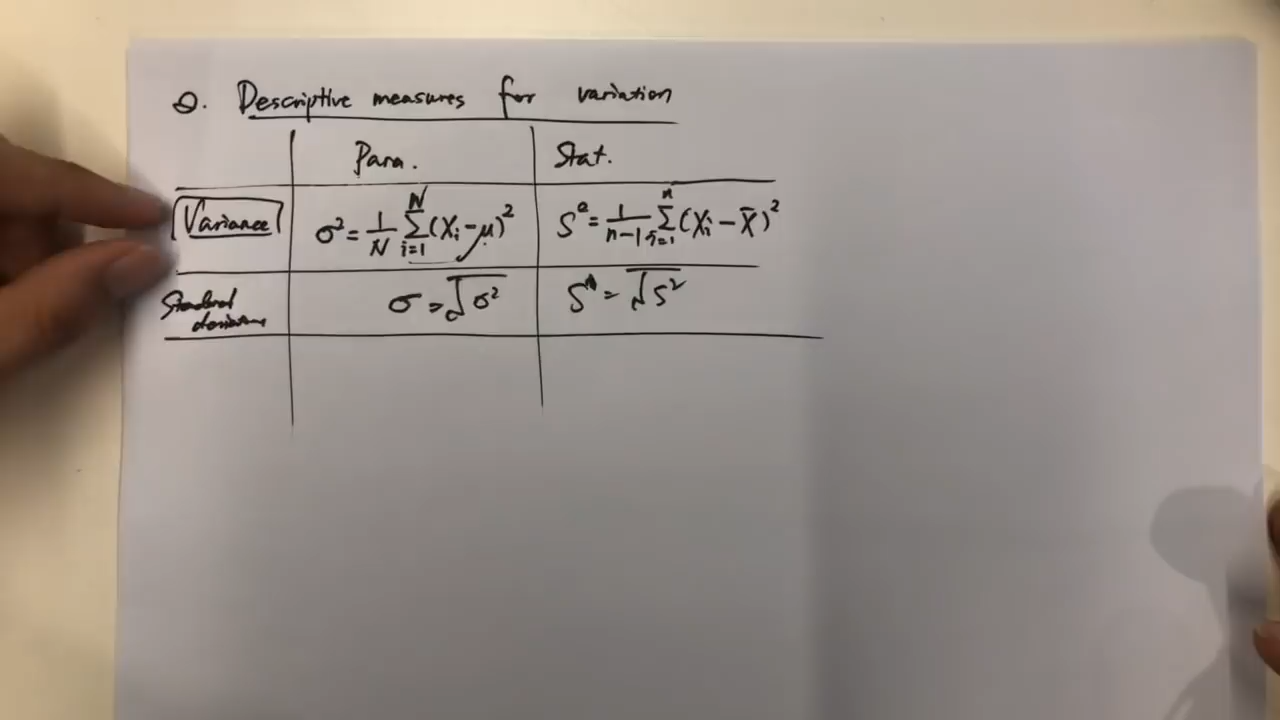 2. Descriptive measures for variation
Para. Stat.
Variance σ² = 1/N Σ_{i=1}^{N} (Xi - μ)² S² = 1/(n-1) Σ_{i=1}^{n} (Xi - X̄)²
Standard deviation σ = √σ² S = √S²